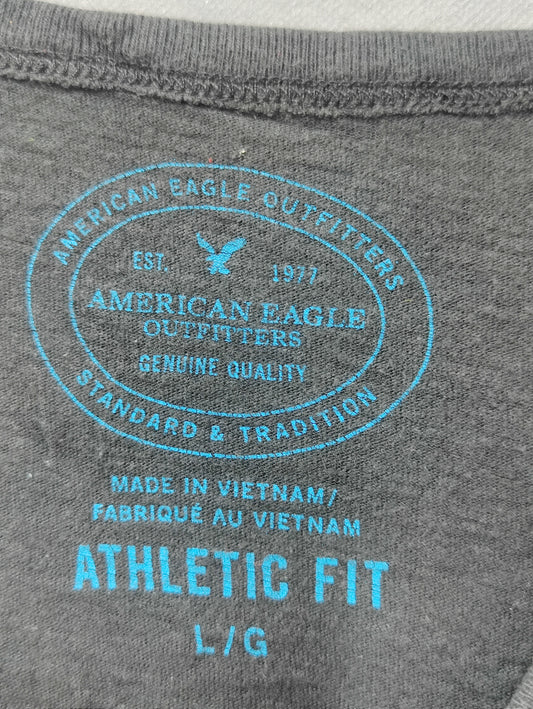 AMERICAN EAGLE OUTFITTERS
EST. 1977
AMERICAN EAGLE
OUTFITTERS
GENUINE QUALITY
STANDARD & TRADITION
MADE IN VIETNAM/
FABRIQUÉ AU VIETNAM
ATHLETIC FIT
L/G